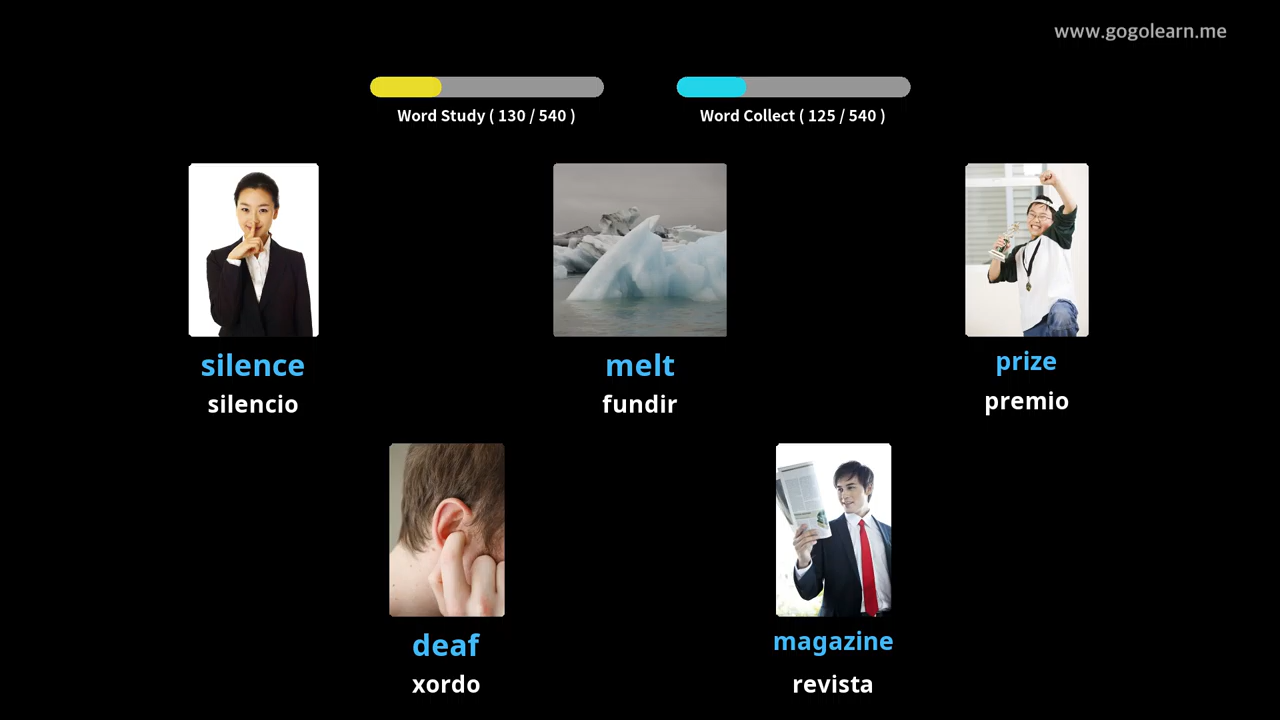 www.gogolearn.me
Word Study ( 130 / 540 )
Word Collect ( 125 / 540 )
silence
silencio
melt
fundir
prize
premio
deaf
xordo
magazine
revista